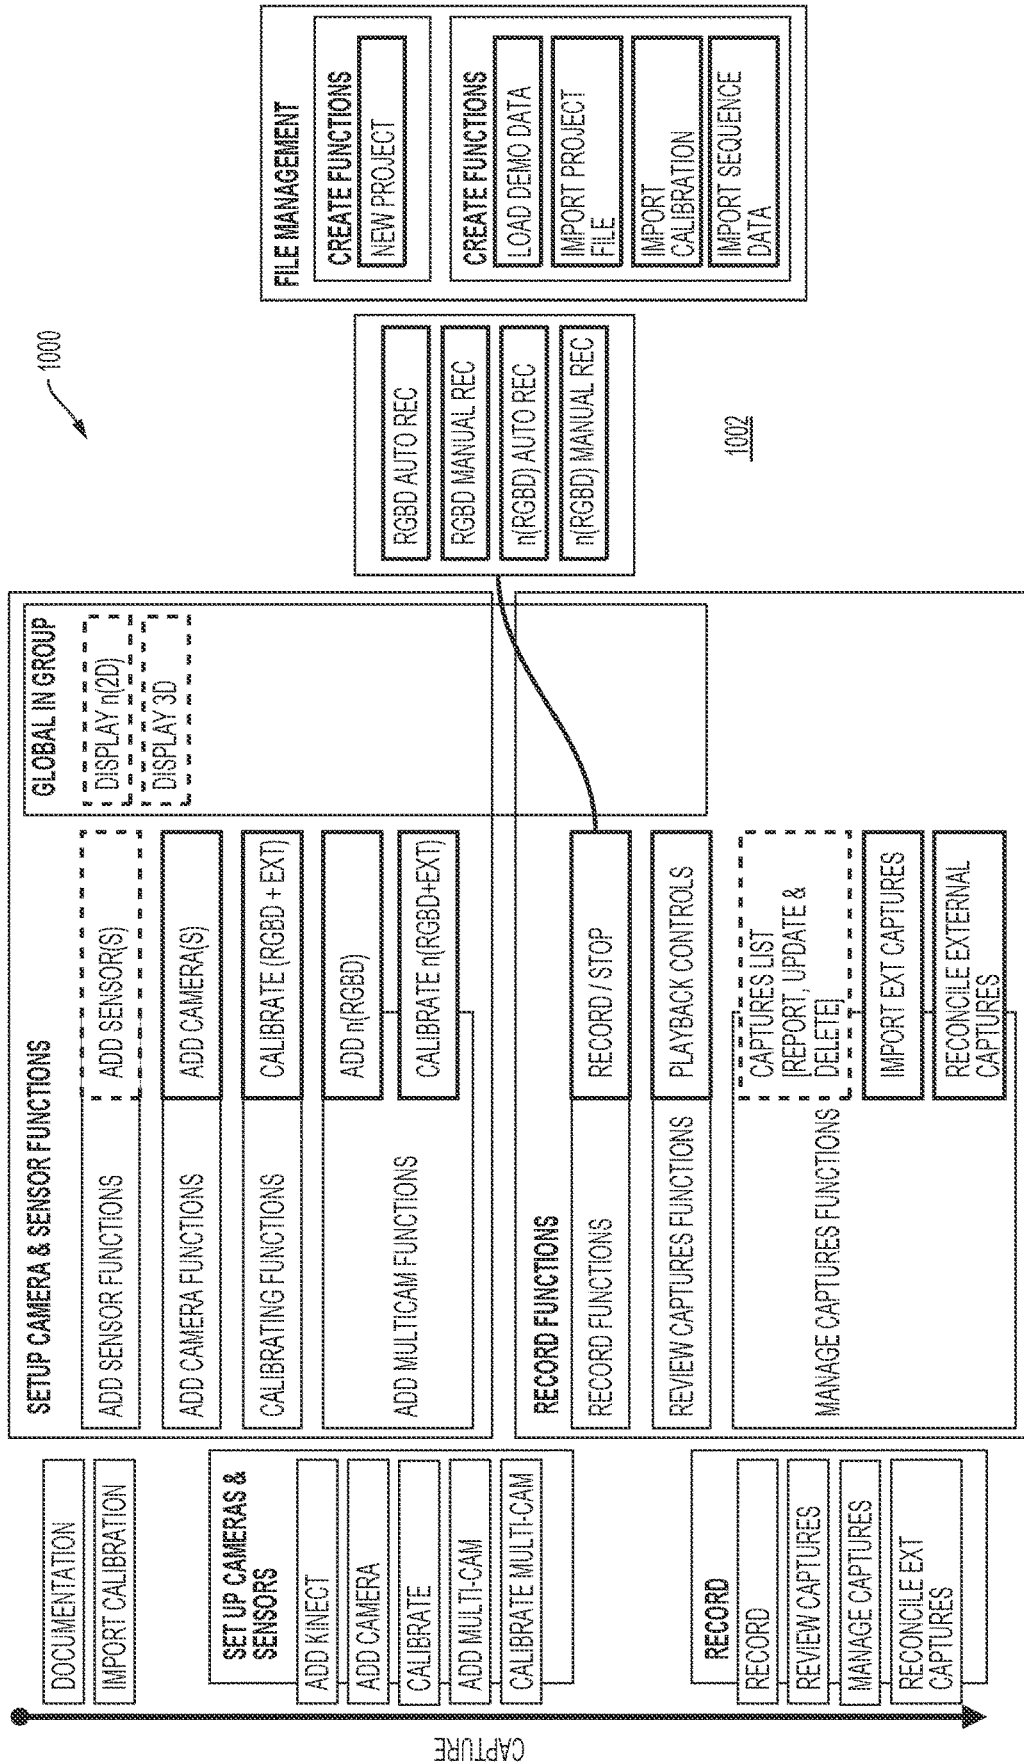 CAPTURE
DOCUMENTATION
IMPORT CALIBRATION
SET UP CAMERAS &
SENSORS
ADD KINECT
ADD CAMERA
CALIBRATE
ADD MULTI-CAM
CALIBRATE MULTI-CAM
RECORD
RECORD
REVIEW CAPTURES
MANAGE CAPTURES
RECONCILE EXT
CAPTURES
SETUP CAMERA & SENSOR FUNCTIONS
ADD SENSOR FUNCTIONS
ADD SENSOR(S)
ADD CAMERA FUNCTIONS
ADD CAMERA(S)
CALIBRATING FUNCTIONS
CALIBRATE (RGBD + EXT)
ADD MULTICAM FUNCTIONS
ADD n(RGBD)
CALIBRATE n(RGBD+EXT)
GLOBAL IN GROUP
DISPLAY n(2D)
DISPLAY 3D
RECORD FUNCTIONS
RECORD FUNCTIONS
RECORD / STOP
REVIEW CAPTURES FUNCTIONS
PLAYBACK CONTROLS
MANAGE CAPTURES FUNCTIONS
CAPTURES LIST
[REPORT, UPDATE &
DELETE]
IMPORT EXT CAPTURES
RECONCILE EXTERNAL
CAPTURES
1000
RGBD AUTO REC
RGBD MANUAL REC
n(RGBD) AUTO REC
n(RGBD) MANUAL REC
1002
FILE MANAGEMENT
CREATE FUNCTIONS
NEW PROJECT
CREATE FUNCTIONS
LOAD DEMO DATA
IMPORT PROJECT
FILE
IMPORT
CALIBRATION
IMPORT SEQUENCE
DATA